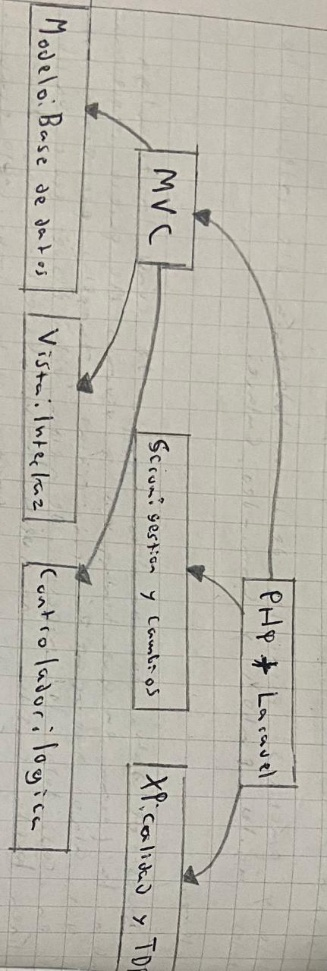 PHP + Laravel
MVC
Scrum: gestion y cambios
XP: calidad y TD
Modelo: Base de datos
Vista: Interfaz
Controlador: logica